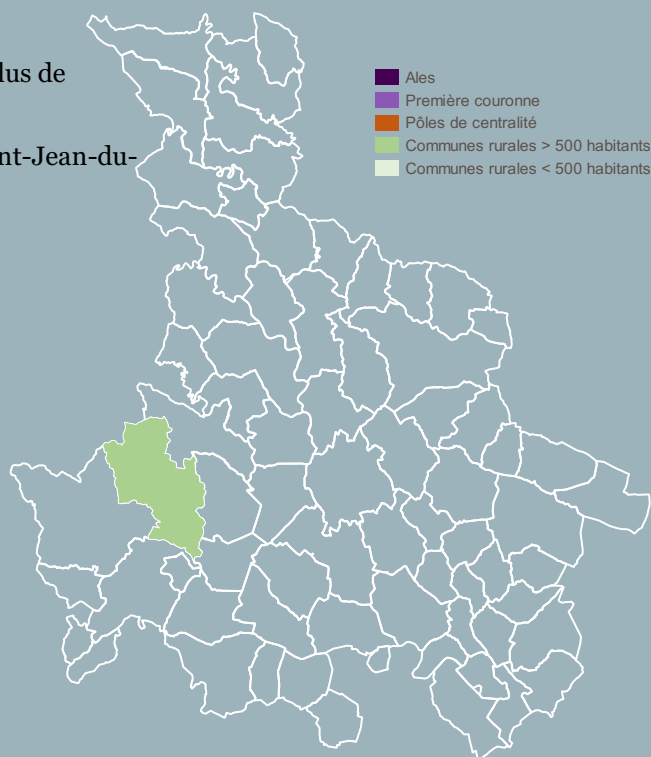 lus de
nt-Jean-du-
Ales
Première couronne
Pôles de centralité
Communes rurales > 500 habitants
Communes rurales < 500 habitants